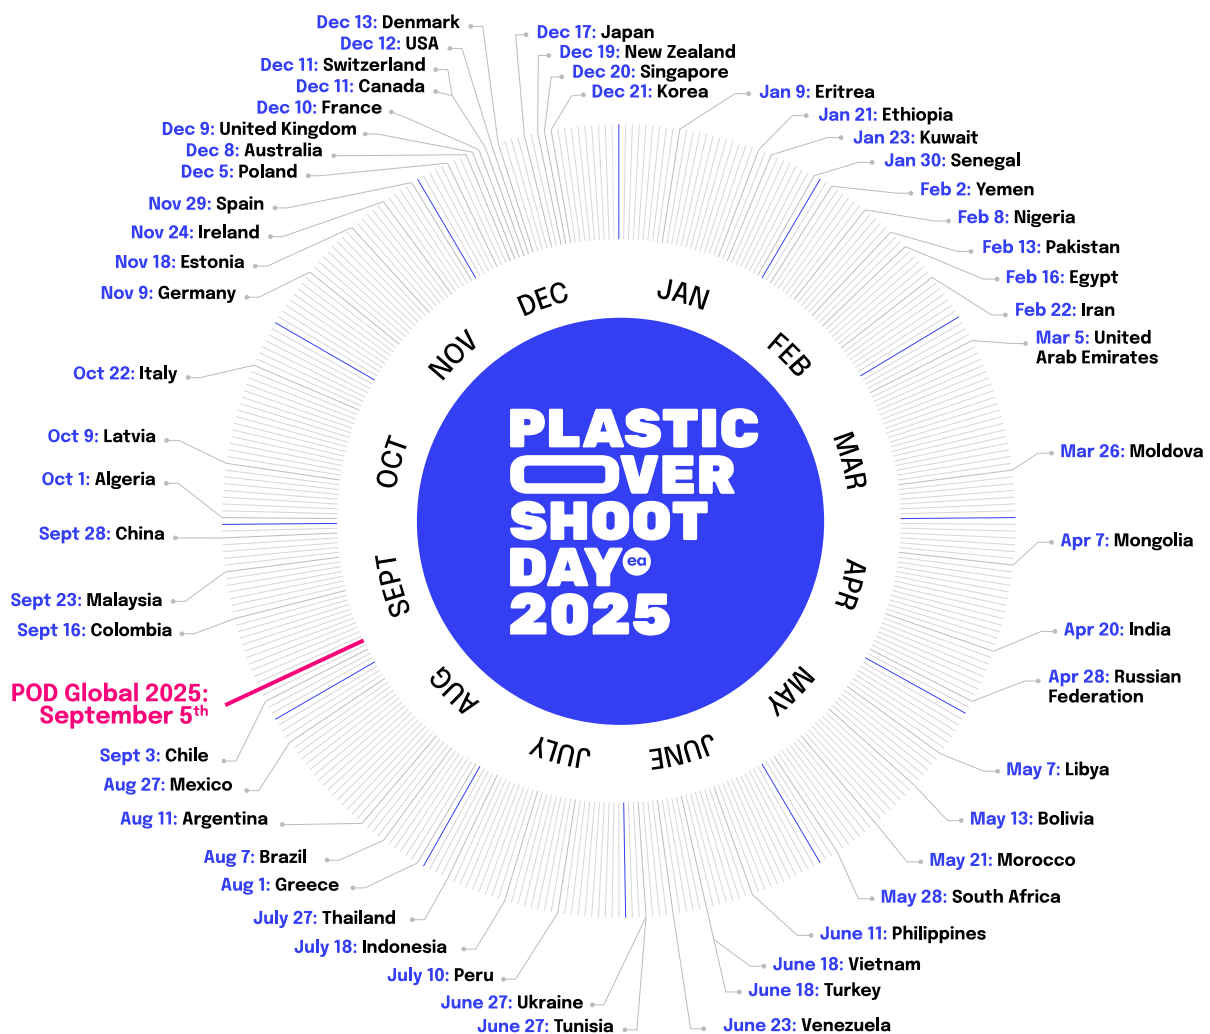 Dec 13: Denmark
Dec 12: USA
Dec 11: Switzerland
Dec 11: Canada
Dec 10: France
Dec 9: United Kingdom
Dec 8: Australia
Dec 5: Poland
Nov 29: Spain
Nov 24: Ireland
Nov 18: Estonia
Nov 9: Germany
Oct 22: Italy
Oct 9: Latvia
Oct 1: Algeria
Sept 28: China
Sept 23: Malaysia
Sept 16: Colombia
POD Global 2025:
September 5th
Sept 3: Chile
Aug 27: Mexico
Aug 11: Argentina
Aug 7: Brazil
Aug 1: Greece
July 27: Thailand
July 18: Indonesia
July 10: Peru
June 27: Ukraine
June 27: Tunisia
Dec 17: Japan
Dec 19: New Zealand
Dec 20: Singapore
Dec 21: Korea
Jan 9: Eritrea
Jan 21: Ethiopia
Jan 23: Kuwait
Jan 30: Senegal
Feb 2: Yemen
Feb 8: Nigeria
Feb 13: Pakistan
Feb 16: Egypt
Feb 22: Iran
Mar 5: United
Arab Emirates
Mar 26: Moldova
Apr 7: Mongolia
Apr 20: India
Apr 28: Russian
Federation
May 7: Libya
May 13: Bolivia
May 21: Morocco
May 28: South Africa
June 11: Philippines
June 18: Vietnam
June 18: Turkey
June 23: Venezuela
JAN
FEB
MAR
APR
MAY
JUNE
JULY
AUG
SEPT
OCT
NOV
DEC
PLASTIC
OVER
SHOOT
DAY ea
2025